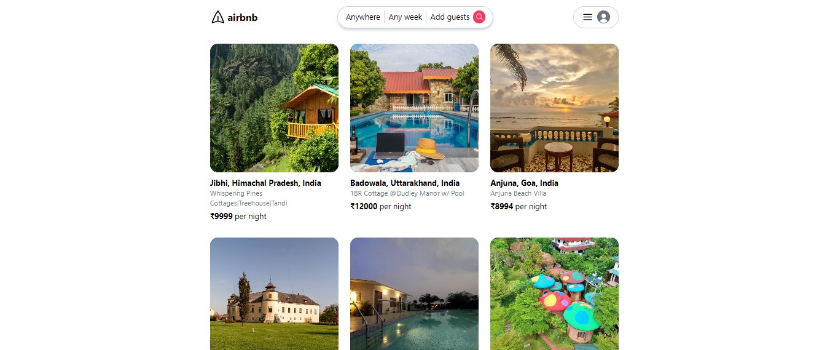 airbnb
Anywhere Any week Add guests
Jibhi, Himachal Pradesh, India
Whispering Pines
Cottages|Treehouse|Tandi
₹9999 per night
Badowala, Uttarakhand, India
1BR Cottage @Dudley Manor w/ Pool
₹12000 per night
Anjuna, Goa, India
Anjuna Beach Villa
₹8994 per night